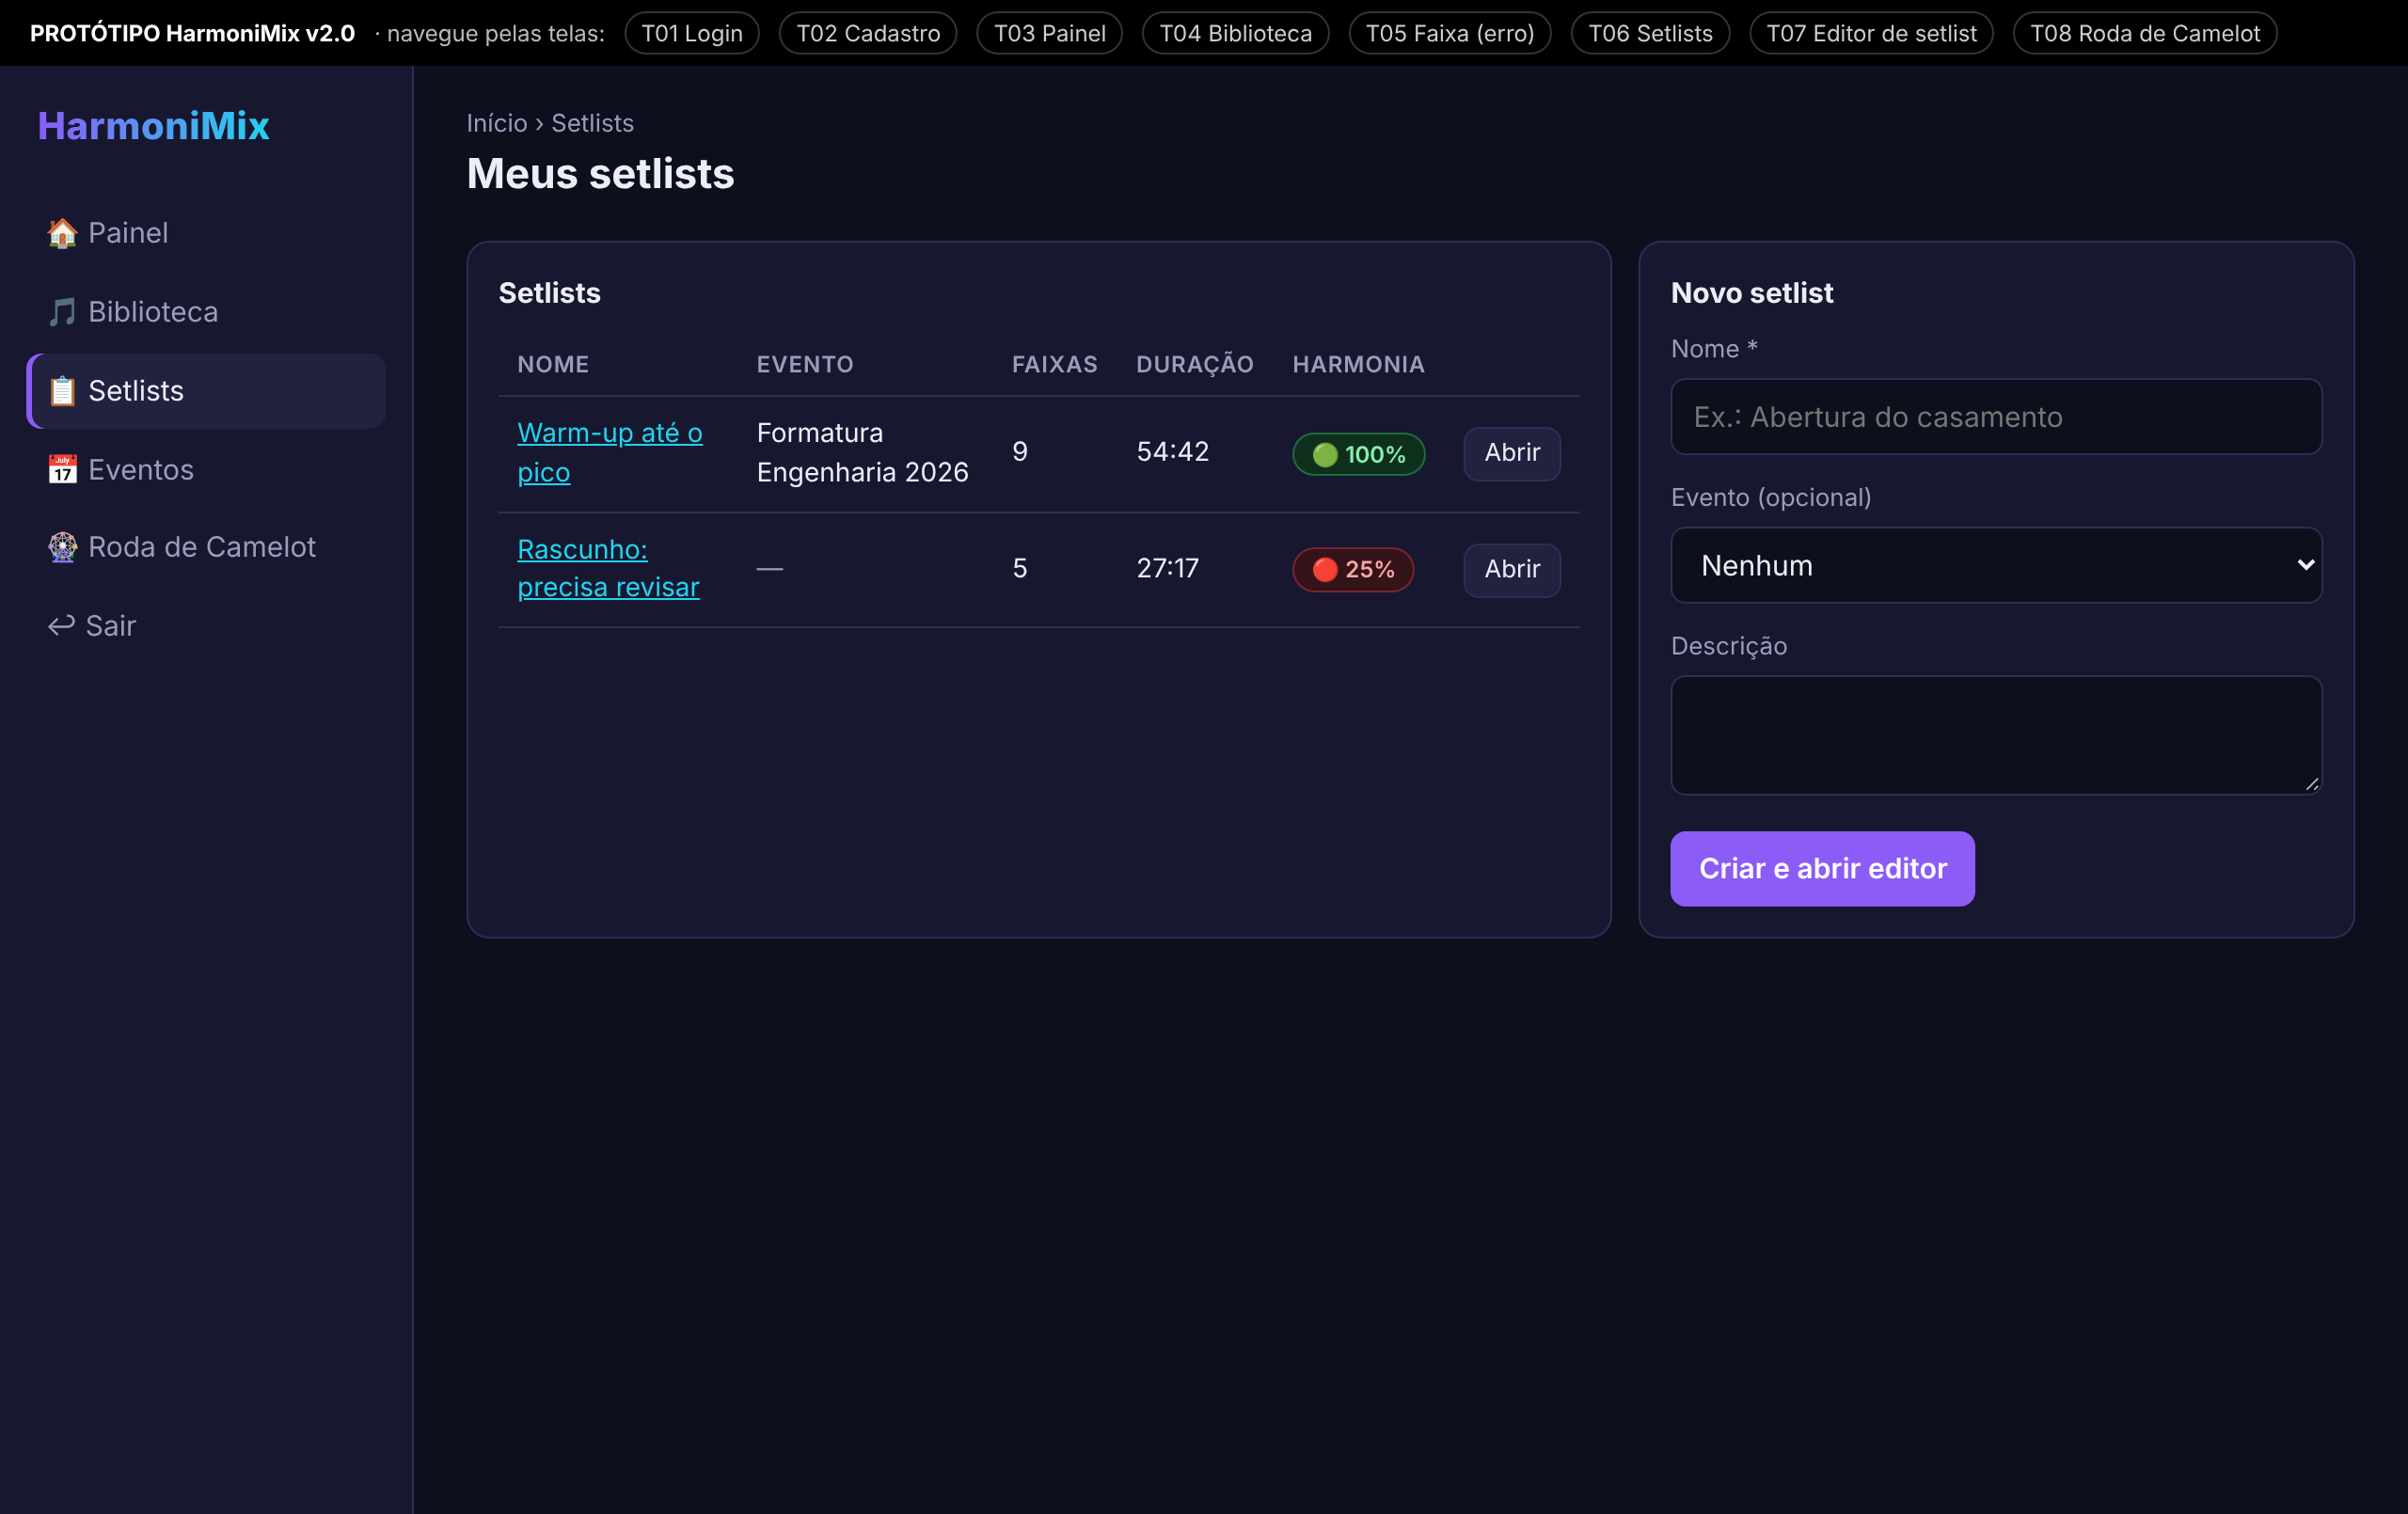 PROTÓTIPO HarmoniMix v2.0 · navegue pelas telas: T01 Login T02 Cadastro T03 Painel T04 Biblioteca T05 Faixa (erro) T06 Setlists T07 Editor de setlist T08 Roda de Camelot
HarmoniMix
Painel
Biblioteca
Setlists
Eventos
Roda de Camelot
Sair
Início › Setlists
Meus setlists
Setlists
NOME EVENTO FAIXAS DURAÇÃO HARMONIA
Warm-up até o pico Formatura Engenharia 2026 9 54:42 100% Abrir
Rascunho: precisa revisar — 5 27:17 25% Abrir
Novo setlist
Nome *
Ex.: Abertura do casamento
Evento (opcional)
Nenhum
Descrição
Criar e abrir editor